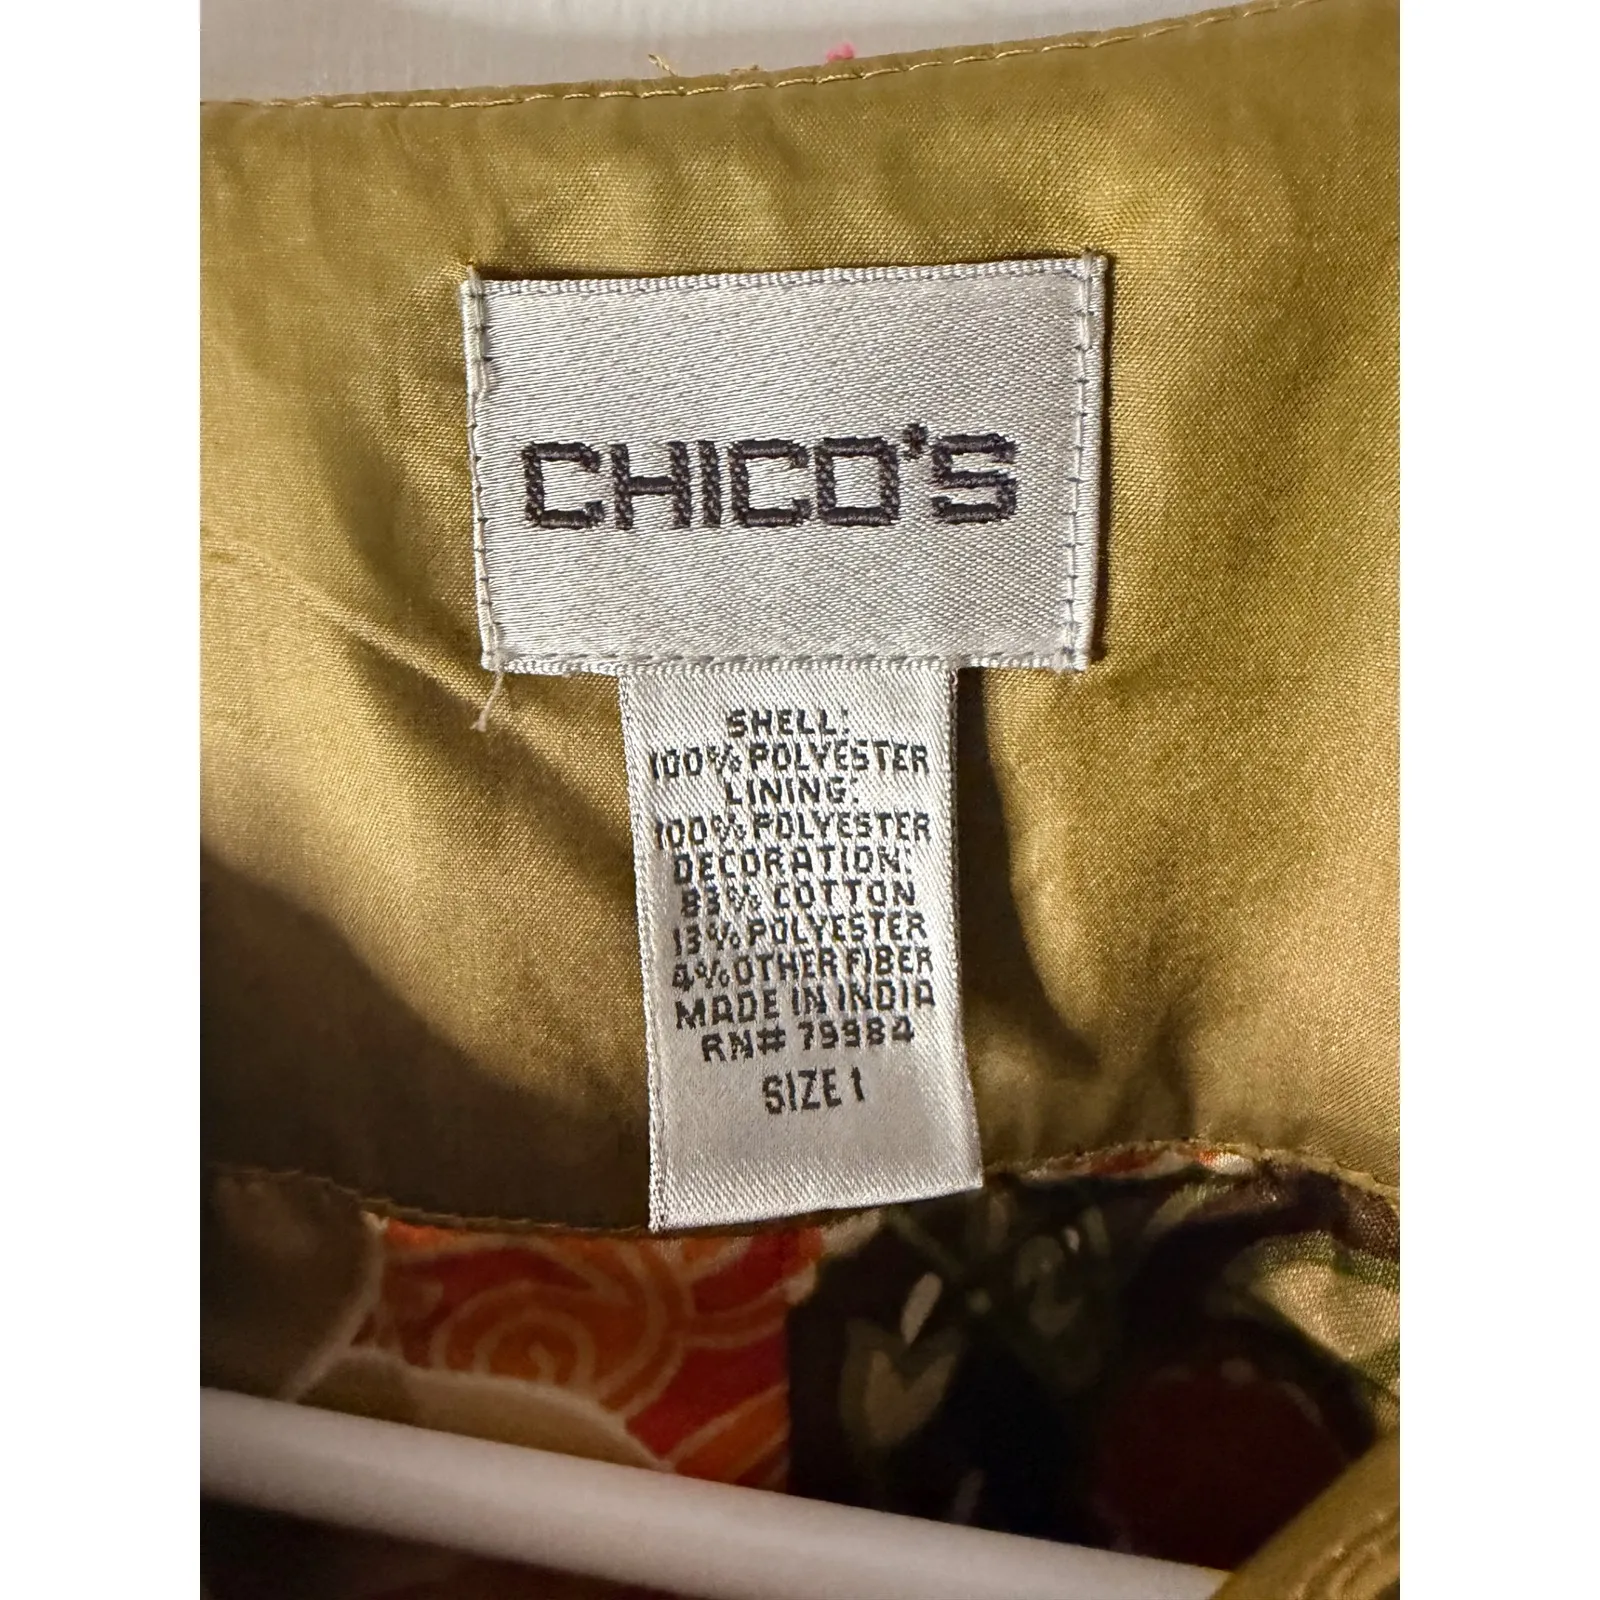 CHICO'S
SHELL:
100% POLYESTER
LINING:
100% POLYESTER
DECORATION:
83% COTTON
13% POLYESTER
4% OTHER FIBER
MADE IN INDIA
RN# 79984
SIZE 1